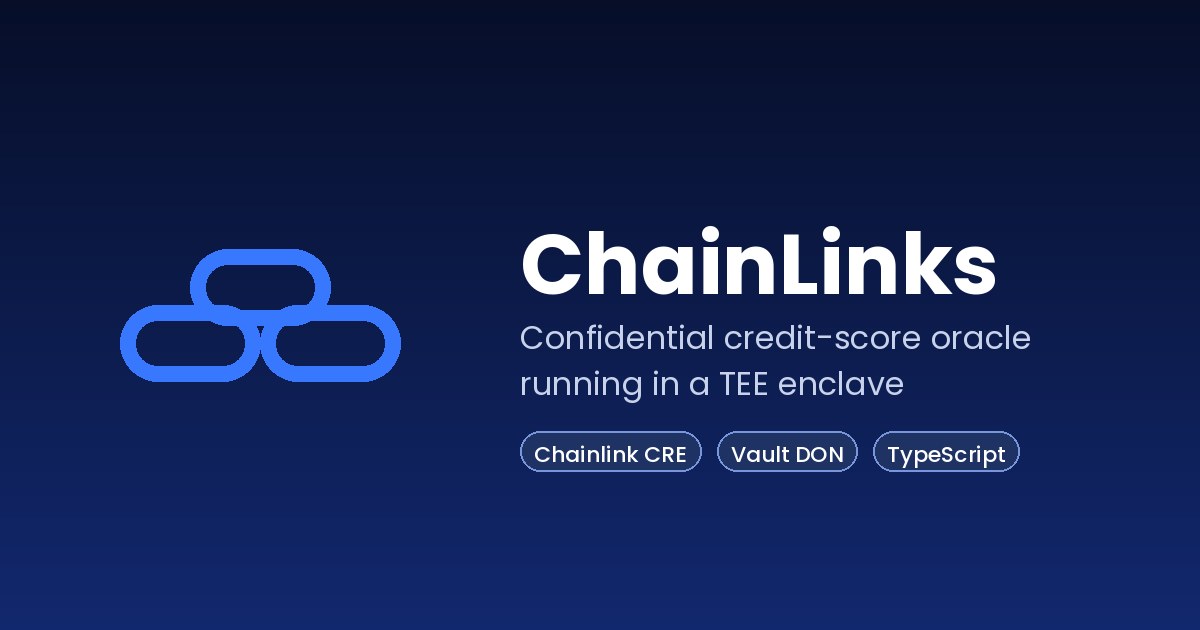 ChainLinks
Confidential credit-score oracle
running in a TEE enclave
Chainlink CRE Vault DON TypeScript